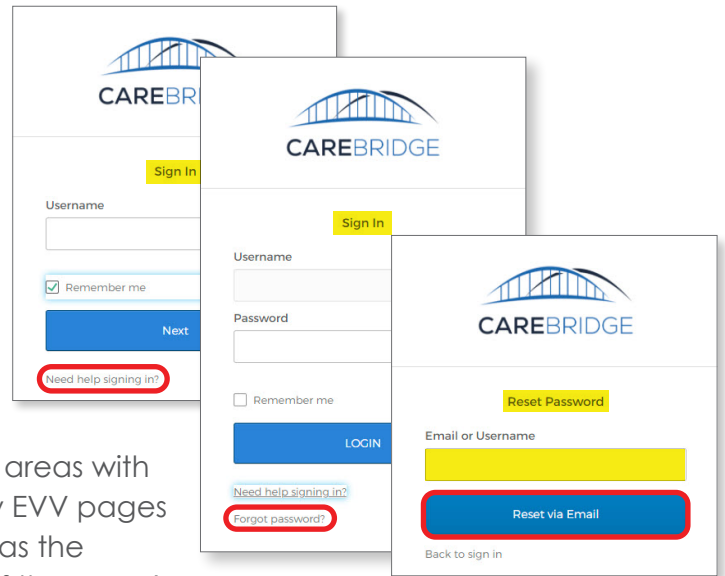 CAREBRI
Sign In
Username
Remember me
Next
Need help signing in?
CAREBRIDGE
Sign In
Username
Password
Remember me
LOGIN
Need help signing in?
Forgot password?
CAREBRIDGE
Reset Password
Email or Username
Reset via Email
Back to sign in
areas with
EVV pages
as the